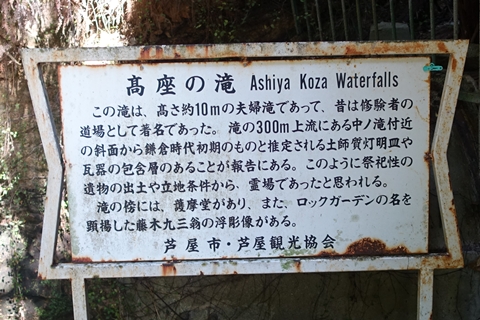 髙座の滝 Ashiya Koza Waterfalls
この滝は、高さ約10mの夫婦滝であって、昔は修験者の
道場として著名であった。滝の300m上流にある中ノ滝付近
の斜面から鎌倉時代初期のものと推定される土師質灯明皿や
瓦器の包含層のあることが報告にある。このように祭祀性の
遺物の出土や立地条件から、霊場であったと思われる。
滝の傍には、護摩堂があり、また、ロックガーデンの名を
顕揚した藤木九三翁の浮彫像がある。
芦屋市・芦屋観光協会